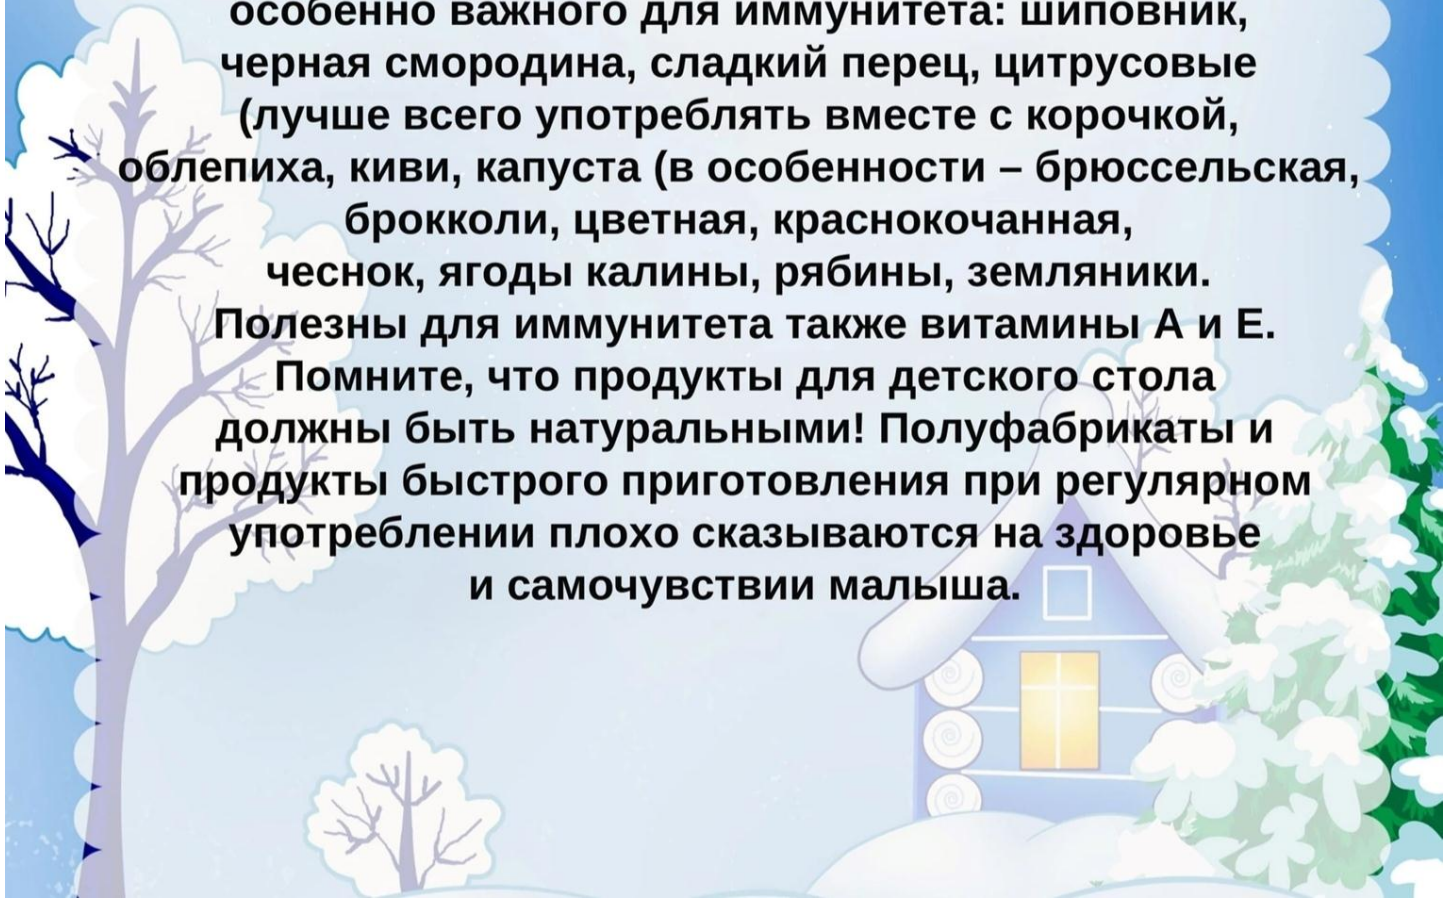 особенно важного для иммунитета: шиповник,
черная смородина, сладкий перец, цитрусовые
(лучше всего употреблять вместе с корочкой,
облепиха, киви, капуста (в особенности – брюссельская,
брокколи, цветная, краснокочанная,
чеснок, ягоды калины, рябины, земляники.
Полезны для иммунитета также витамины А и Е.
Помните, что продукты для детского стола
должны быть натуральными! Полуфабрикаты и
продукты быстрого приготовления при регулярном
употреблении плохо сказываются на здоровье
и самочувствии малыша.